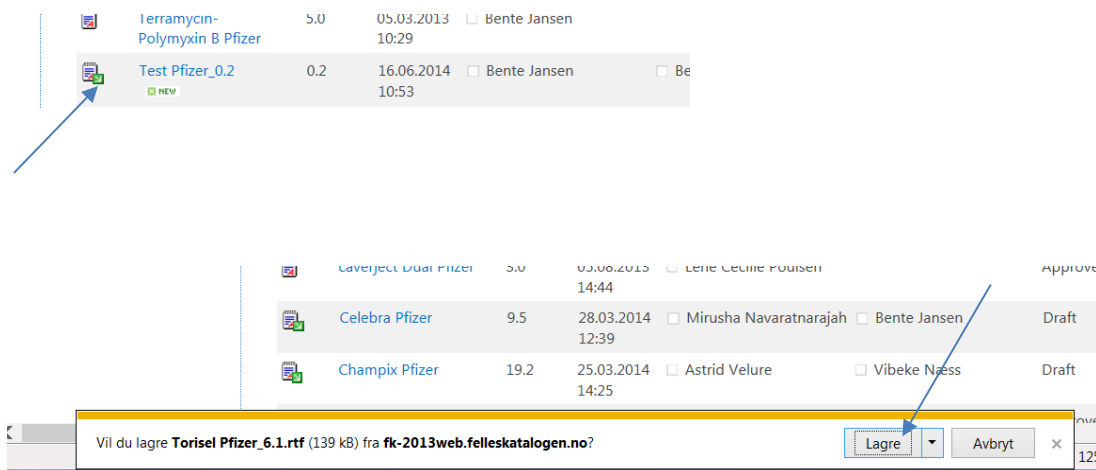 Terramycin- 5.0 05.03.2013 Bente Jansen
Polymyxin B Pfizer 10:29
Test Pfizer_0.2 0.2 16.06.2014 Bente Jansen Be
NEW 10:53
Caverject Dual Pfizer 3.0 05.08.2013 Lene Cecilie Poulsen Approve
14:44
Celebra Pfizer 9.5 28.03.2014 Mirusha Navaratnarajah Bente Jansen Draft
12:39
Champix Pfizer 19.2 25.03.2014 Astrid Velure Vibeke Næss Draft
14:25
Vil du lagre Torisel Pfizer_6.1.rtf (139 kB) fra fk-2013web.felleskatalogen.no? Lagre Avbryt
125